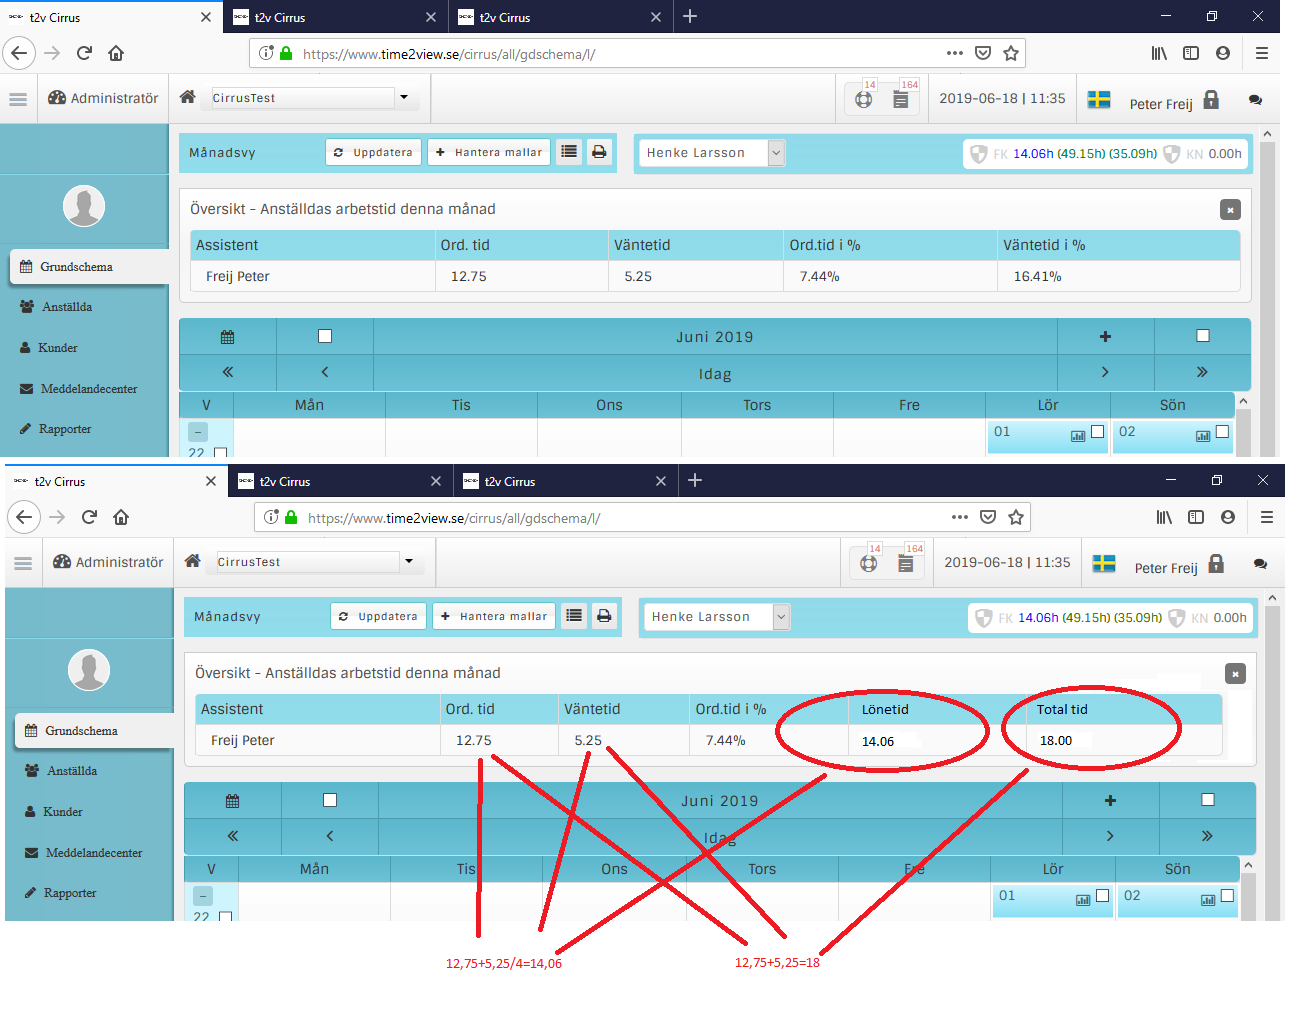 t2v Cirrus
t2v Cirrus
t2v Cirrus
https://www.time2view.se/cirrus/all/gdschema/l/
Administratör
CirrusTest
14
164
2019-06-18 | 11:35
Peter Freij
Månadsvy
Uppdatera
Hantera mallar
Henke Larsson
FK 14.06h (49.15h) (35.09h) KN 0.00h
Översikt - Anställdas arbetstid denna månad
Assistent Ord. tid Väntetid Ord.tid i % Väntetid i %
Freij Peter 12.75 5.25 7.44% 16.41%
Grundschema
Anställda
Kunder
Meddelandecenter
Rapporter
Juni 2019
« < Idag > »
V Mån Tis Ons Tors Fre Lör Sön
22
01
02
t2v Cirrus
t2v Cirrus
t2v Cirrus
https://www.time2view.se/cirrus/all/gdschema/l/
Administratör
CirrusTest
14
164
2019-06-18 | 11:35
Peter Freij
Månadsvy
Uppdatera
Hantera mallar
Henke Larsson
FK 14.06h (49.15h) (35.09h) KN 0.00h
Översikt - Anställdas arbetstid denna månad
Assistent Ord. tid Väntetid Ord.tid i % Lönetid Total tid
Freij Peter 12.75 5.25 7.44% 14.06 18.00
Grundschema
Anställda
Kunder
Meddelandecenter
Rapporter
Juni 2019
« < Idag > »
V Mån Tis Ons Tors Fre Lör Sön
22
01
02
12,75+5,25/4=14,06
12,75+5,25=18